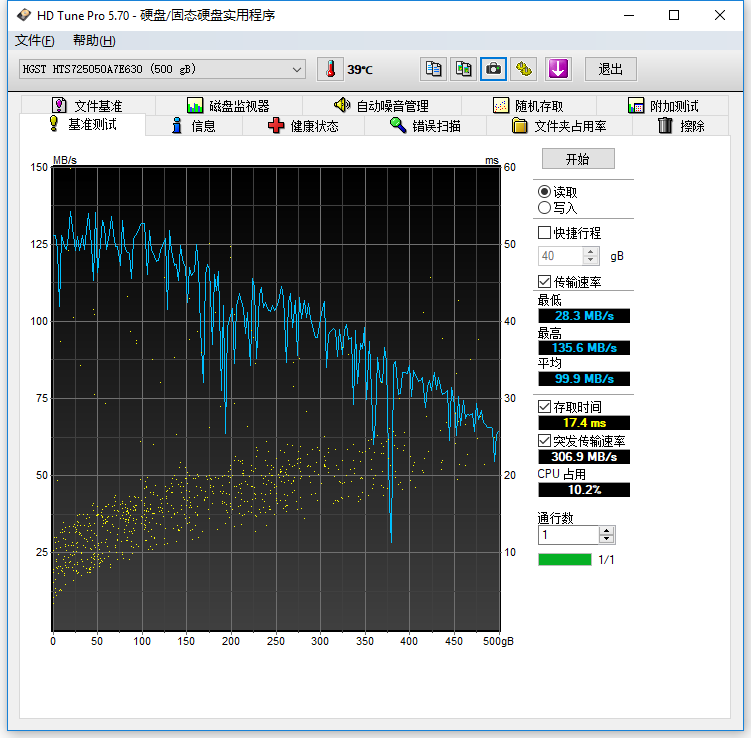 HD Tune Pro 5.70 - 硬盘/固态硬盘实用程序
文件(F) 帮助(H)
HGST HTS725050A7E630 (500 gB) 39℃ 退出
文件基准 磁盘监视器 自动噪音管理 随机存取 附加测试
基准测试 信息 健康状态 错误扫描 文件夹占用率 擦除
150 MB/s ms 60
125 50
100 40
75 30
50 20
25 10
0 50 100 150 200 250 300 350 400 450 500gB
开始
读取
写入
快捷行程
40 gB
传输速率
最低
28.3 MB/s
最高
135.6 MB/s
平均
99.9 MB/s
存取时间
17.4 ms
突发传输速率
306.9 MB/s
CPU 占用
10.2%
通行数
1
1/1